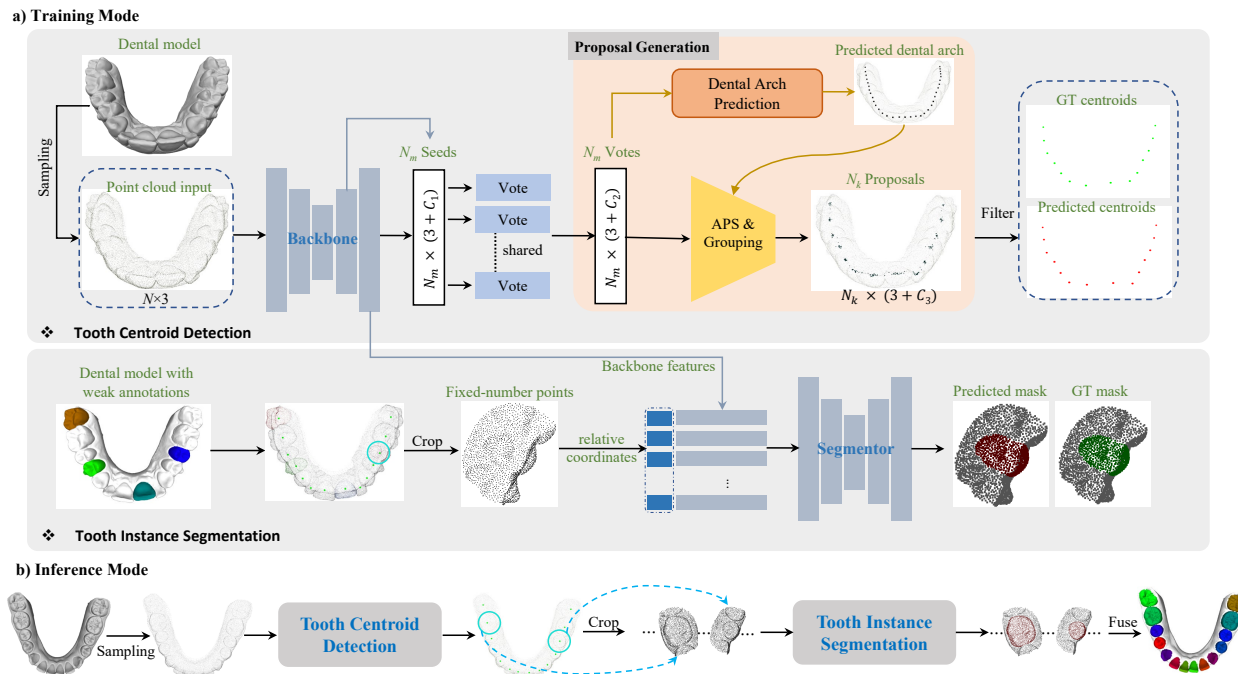 a) Training Mode
Dental model
Sampling
Point cloud input
N×3
Backbone
N_m Seeds
N_m × (3 + C_1)
Vote
Vote
shared
Vote
Proposal Generation
N_m Votes
N_m × (3 + C_2)
Dental Arch
Prediction
Predicted dental arch
APS &
Grouping
N_k Proposals
N_k × (3 + C_3)
Filter
GT centroids
Predicted centroids
❖ Tooth Centroid Detection
Dental model with
weak annotations
Crop
Fixed-number points
relative
coordinates
Backbone features
⋮
Segmentor
Predicted mask
GT mask
❖ Tooth Instance Segmentation
b) Inference Mode
Sampling
Tooth Centroid
Detection
Crop
...
...
...
Tooth Instance
Segmentation
...
...
...
Fuse